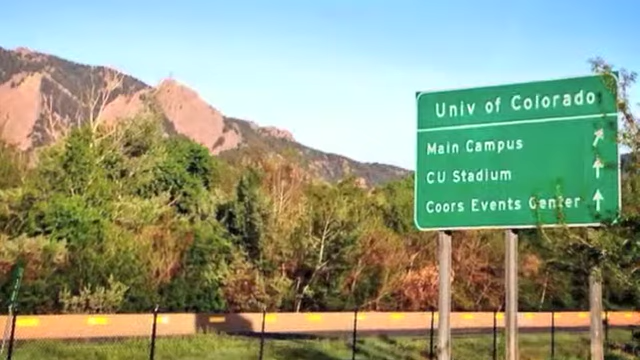 Univ of Colorado
Main Campus
CU Stadium
Coors Events Center